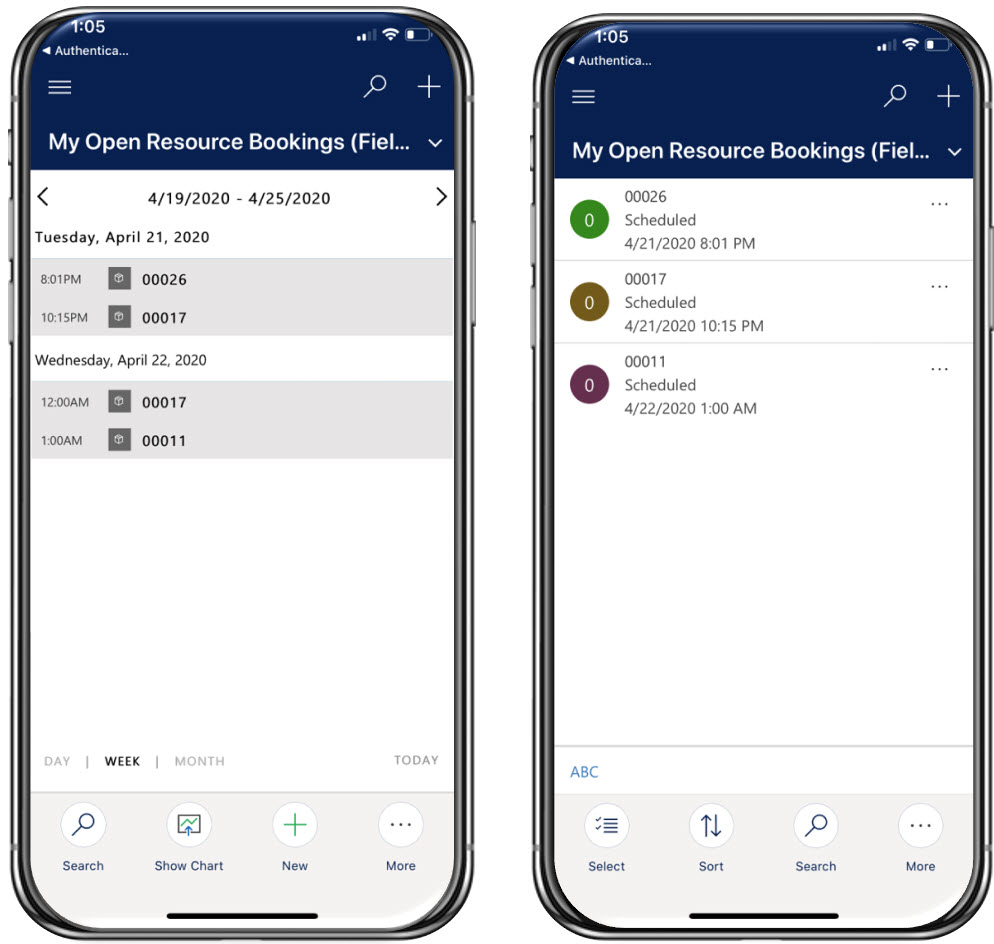 1:05
Authentica...
My Open Resource Bookings (Fiel...
4/19/2020 - 4/25/2020
Tuesday, April 21, 2020
8:01PM 00026
10:15PM 00017
Wednesday, April 22, 2020
12:00AM 00017
1:00AM 00011
DAY | WEEK | MONTH TODAY
Search Show Chart New More
1:05
Authentica...
My Open Resource Bookings (Fiel...
0
00026
Scheduled
4/21/2020 8:01 PM
0
00017
Scheduled
4/21/2020 10:15 PM
0
00011
Scheduled
4/22/2020 1:00 AM
ABC
Select Sort Search More